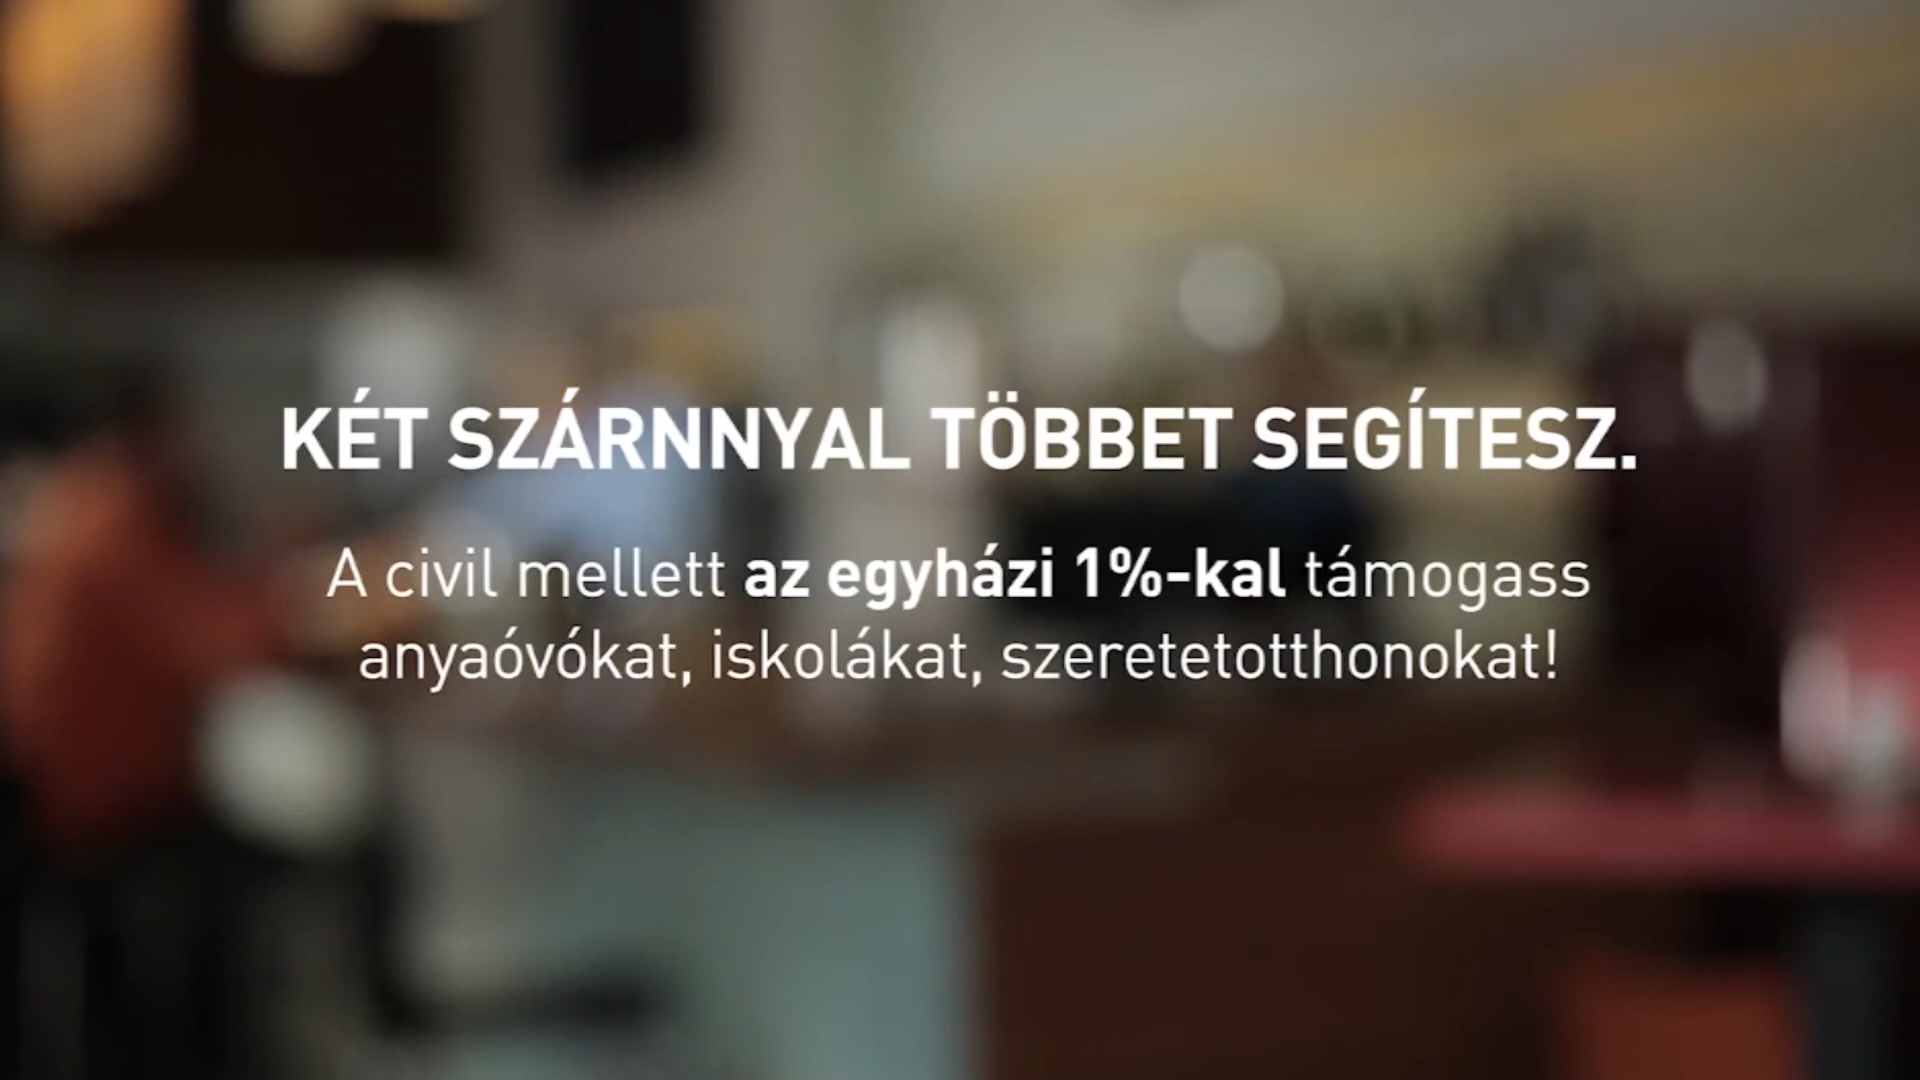 KÉT SZÁRNNYAL TÖBBET SEGÍTESZ.
A civil mellett az egyházi 1%-kal támogass
anyaóvókat, iskolákat, szeretetotthonokat!